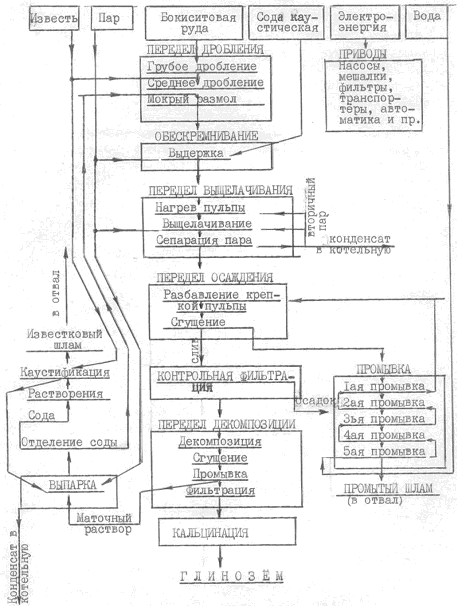 Известь
Пар
Бокиситовая
руда
Сода каус-
тическая
Электро-
энергия
Вода
ПЕРЕДЕЛ ДРОБЛЕНИЯ
Грубое дробление
Среднее дробление
Мокрый размол
ПРИВОДЫ
Насосы,
мешалки,
фильтры,
транспор-
тёры, авто-
матика и пр.
ОБЕСКРЕМНИВАНИЕ
Выдержка
ПЕРЕДЕЛ ВЫЩЕЛАЧИВАНИЯ
Нагрев пульпы
Выщелачивание
Сепарация пара
вторичный
пар
конденсат
в котельную
ПЕРЕДЕЛ ОСАЖДЕНИЯ
Разбавление креп-
кой пульпы
Сгущение
слив
в отвал
Известковый
шлам
Каустификация
Растворения
Сода
Отделение соды
ВЫПАРКА
Маточный
раствор
Конденсат в
котельную
КОНТРОЛЬНАЯ ФИЛЬТРА-
ЦИЯ
Осадок
ПРОМЫВКА
1ая промывка
2ая промывка
3ья промывка
4ая промывка
5ая промывка
ПРОМЫТЫЙ ШЛАМ
(в отвал)
ПЕРЕДЕЛ ДЕКОМПОЗИЦИИ
Декомпозиция
Сгущение
Промывка
Фильтрация
КАЛЬЦИНАЦИЯ
ГЛИНОЗЁМ